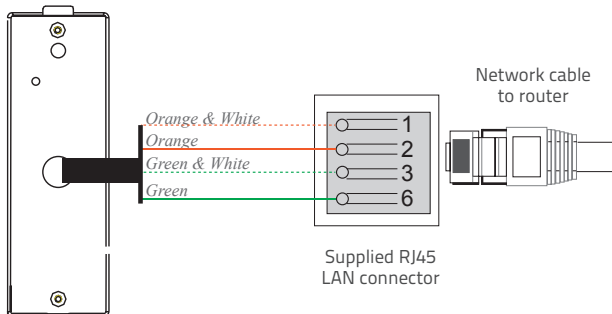 Orange & White
Orange
Green & White
Green
1
2
3
6
Network cable
to router
Supplied RJ45
LAN connector